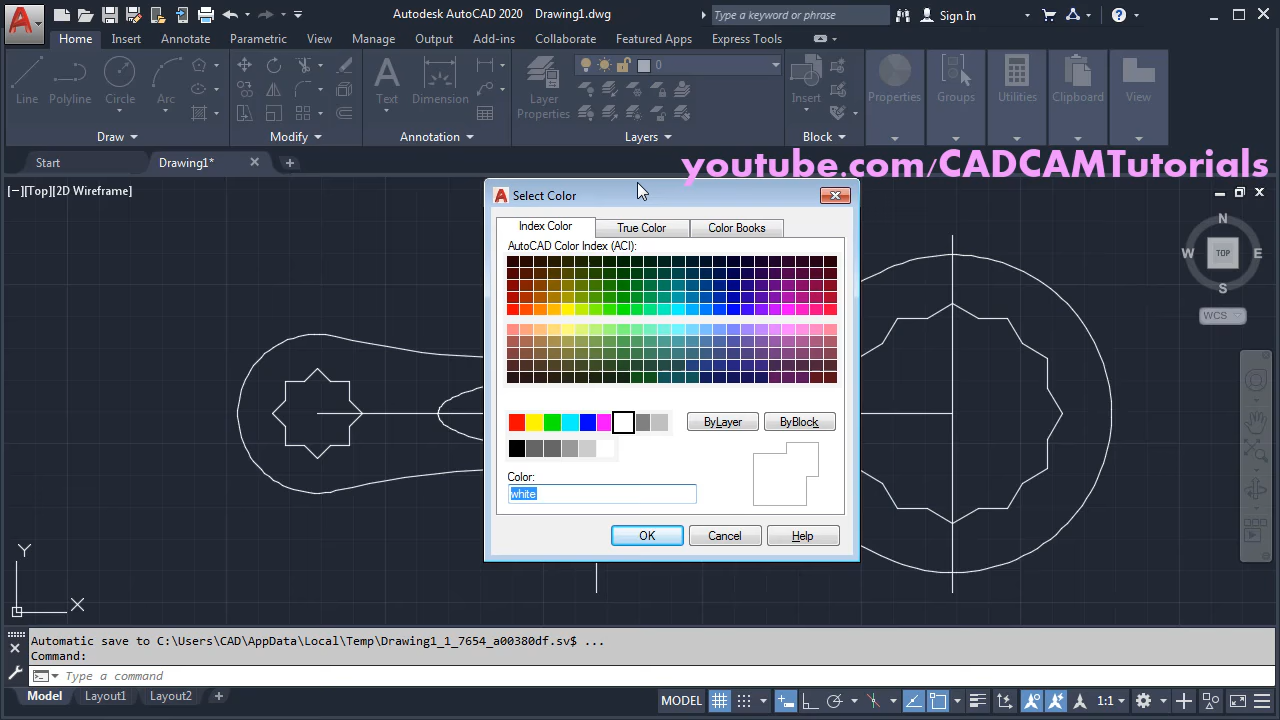 Autodesk AutoCAD 2020 Drawing1.dwg
Type a keyword or phrase
Sign In
Home Insert Annotate Parametric View Manage Output Add-ins Collaborate Featured Apps Express Tools
Line Polyline Circle Arc
Text Dimension
Layer
Properties
0
Insert Properties Groups Utilities Clipboard View
Draw Modify Annotation Layers Block
Start Drawing1*
youtube.com/CADCAMTutorials
[−][Top][2D Wireframe]
Select Color
Index Color True Color Color Books
AutoCAD Color Index (ACI):
ByLayer ByBlock
Color:
white
OK Cancel Help
N
W TOP E
S
WCS
Y
X
Automatic save to C:\Users\CAD\AppData\Local\Temp\Drawing1_1_7654_a00380df.sv$ ...
Command:
Type a command
Model Layout1 Layout2 +
MODEL 1:1